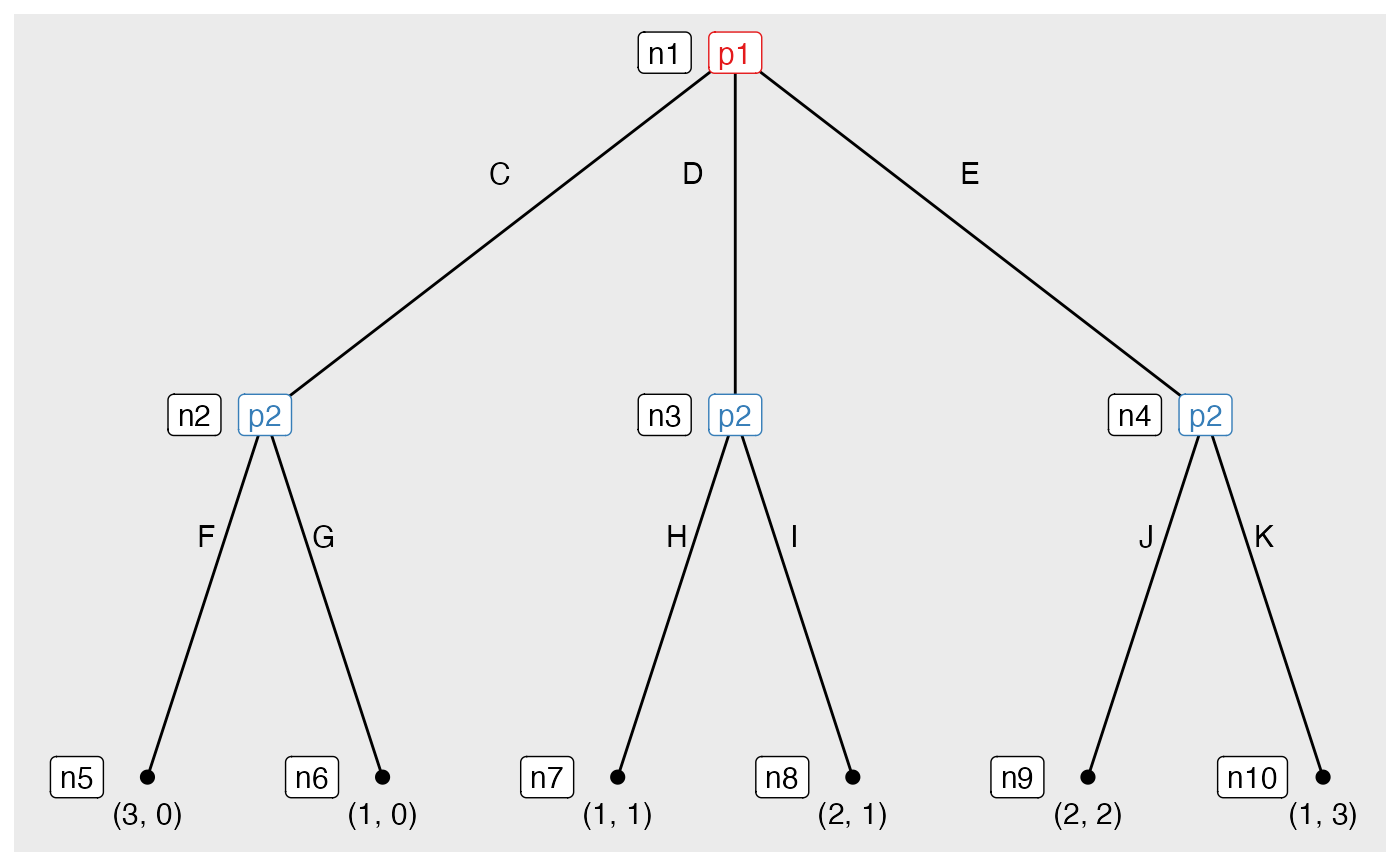 n1 p1
C D E
n2 p2 n3 p2 n4 p2
F G H I J K
n5 n6 n7 n8 n9 n10
(3, 0) (1, 0) (1, 1) (2, 1) (2, 2) (1, 3)